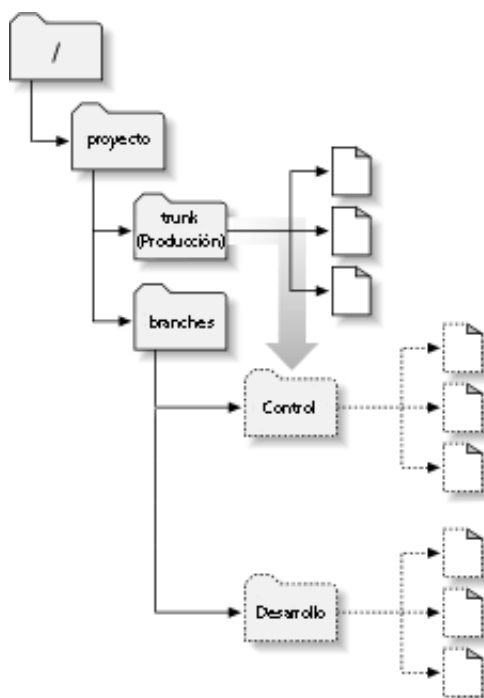 /
proyecto
trunk
(Producción)
branches
Control
Desarrollo